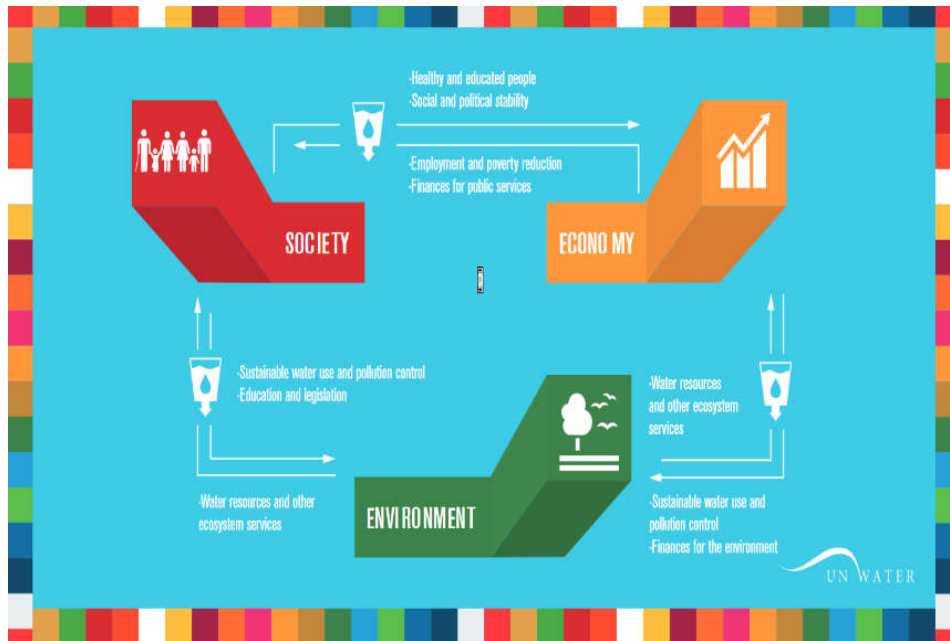 ·Healthy and educated people
·Social and political stability
·Employment and poverty reduction
·Finances for public services
SOCIETY
ECONO MY
·Sustainable water use and pollution control
·Education and legislation
·Water resources
and other ecosystem
services
·Water resources and other
ecosystem services
ENVIRONMENT
·Sustainable water use and
pollution control
·Finances for the environment
UN WATER